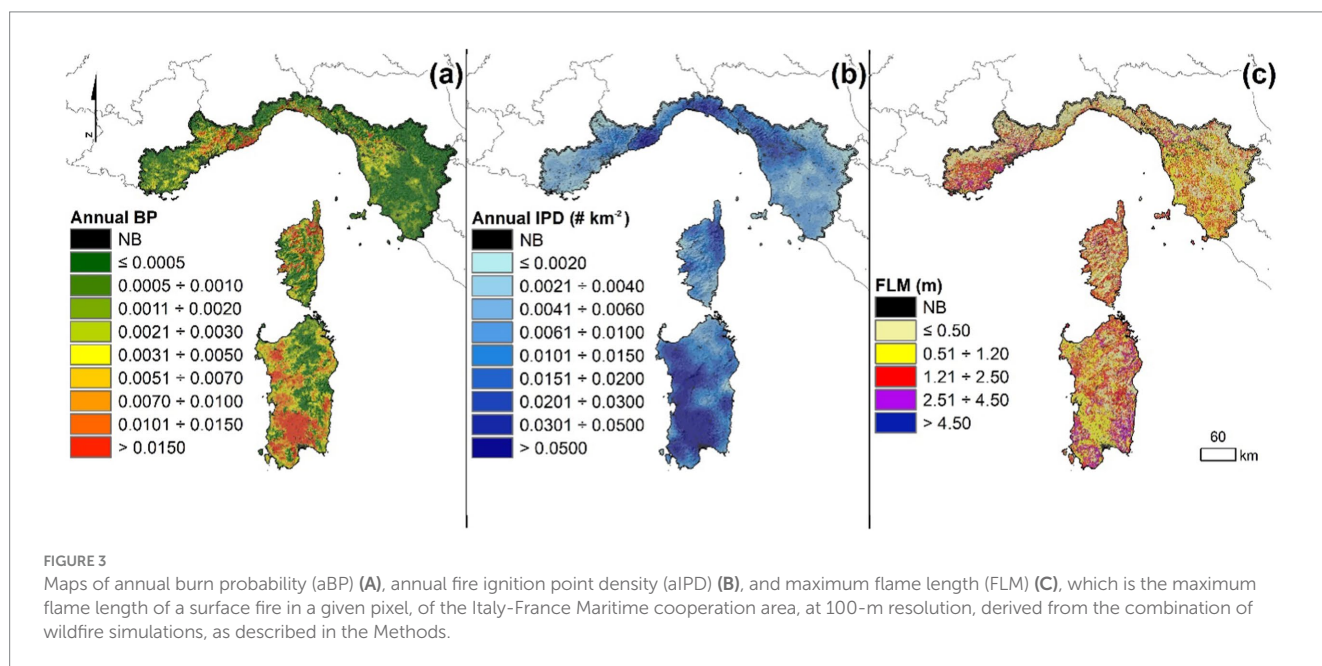 (a)
N
Annual BP
NB
≤ 0.0005
0.0005 ÷ 0.0010
0.0011 ÷ 0.0020
0.0021 ÷ 0.0030
0.0031 ÷ 0.0050
0.0051 ÷ 0.0070
0.0070 ÷ 0.0100
0.0101 ÷ 0.0150
> 0.0150
(b)
Annual IPD (# km⁻²)
NB
≤ 0.0020
0.0021 ÷ 0.0040
0.0041 ÷ 0.0060
0.0061 ÷ 0.0100
0.0101 ÷ 0.0150
0.0151 ÷ 0.0200
0.0201 ÷ 0.0300
0.0301 ÷ 0.0500
> 0.0500
(c)
FLM (m)
NB
≤ 0.50
0.51 ÷ 1.20
1.21 ÷ 2.50
2.51 ÷ 4.50
> 4.50
60
km
FIGURE 3
Maps of annual burn probability (aBP) (A), annual fire ignition point density (aIPD) (B), and maximum flame length (FLM) (C), which is the maximum
flame length of a surface fire in a given pixel, of the Italy-France Maritime cooperation area, at 100-m resolution, derived from the combination of
wildfire simulations, as described in the Methods.